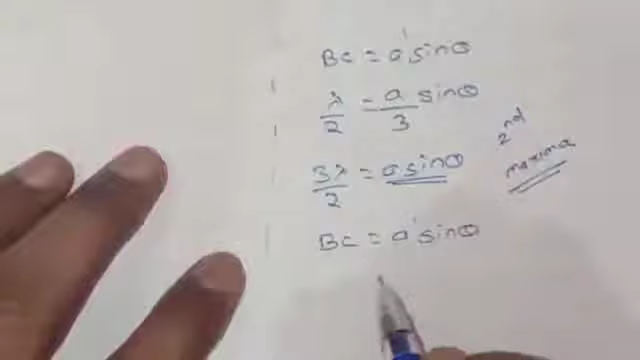 BC = a' sinθ
λ/2 = a/3 sinθ
3λ/2 = a sinθ
2nd maxima
BC = a' sinθ